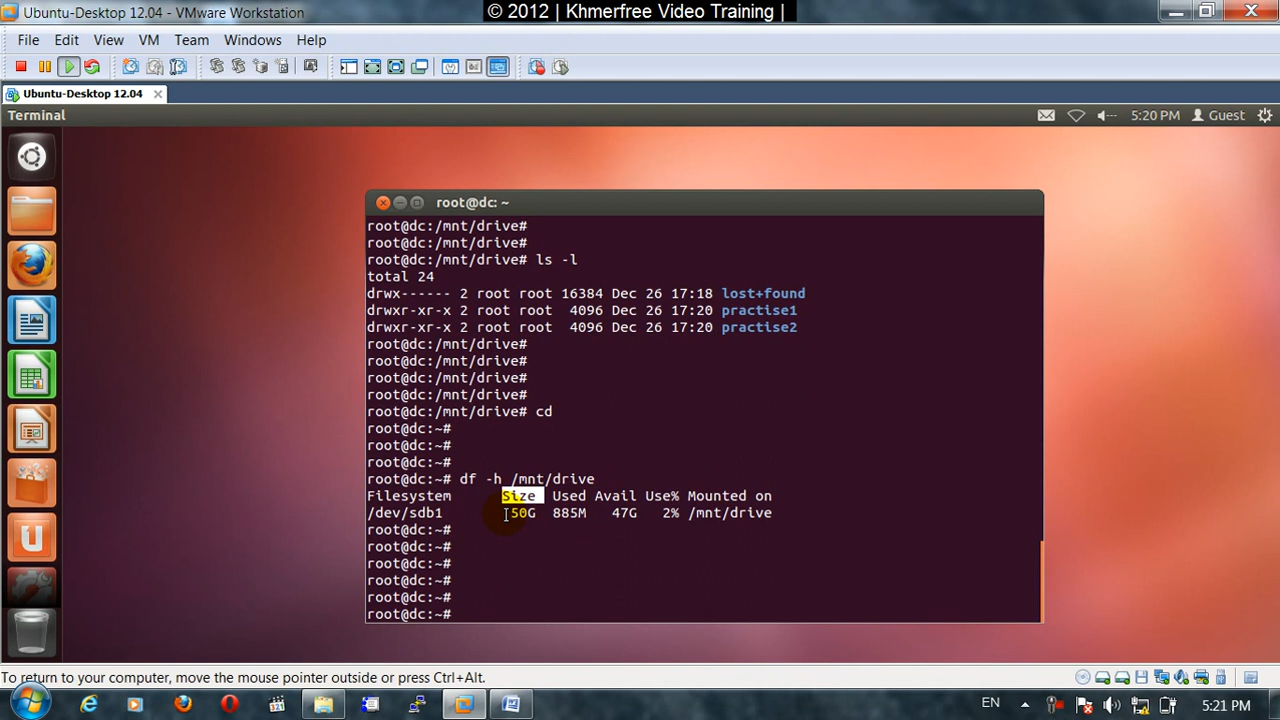 Ubuntu-Desktop 12.04 - VMware Workstation
© 2012 | Khmerfree Video Training |
File Edit View VM Team Windows Help
Ubuntu-Desktop 12.04
Terminal
5:20 PM Guest
root@dc: ~
root@dc:/mnt/drive#
root@dc:/mnt/drive#
root@dc:/mnt/drive# ls -l
total 24
drwx------ 2 root root 16384 Dec 26 17:18 lost+found
drwxr-xr-x 2 root root  4096 Dec 26 17:20 practise1
drwxr-xr-x 2 root root  4096 Dec 26 17:20 practise2
root@dc:/mnt/drive#
root@dc:/mnt/drive#
root@dc:/mnt/drive#
root@dc:/mnt/drive#
root@dc:/mnt/drive# cd
root@dc:~#
root@dc:~#
root@dc:~#
root@dc:~# df -h /mnt/drive
Filesystem      Size  Used Avail Use% Mounted on
/dev/sdb1        50G  885M   47G   2% /mnt/drive
root@dc:~#
root@dc:~#
root@dc:~#
root@dc:~#
root@dc:~#
root@dc:~#
To return to your computer, move the mouse pointer outside or press Ctrl+Alt.
EN 5:21 PM